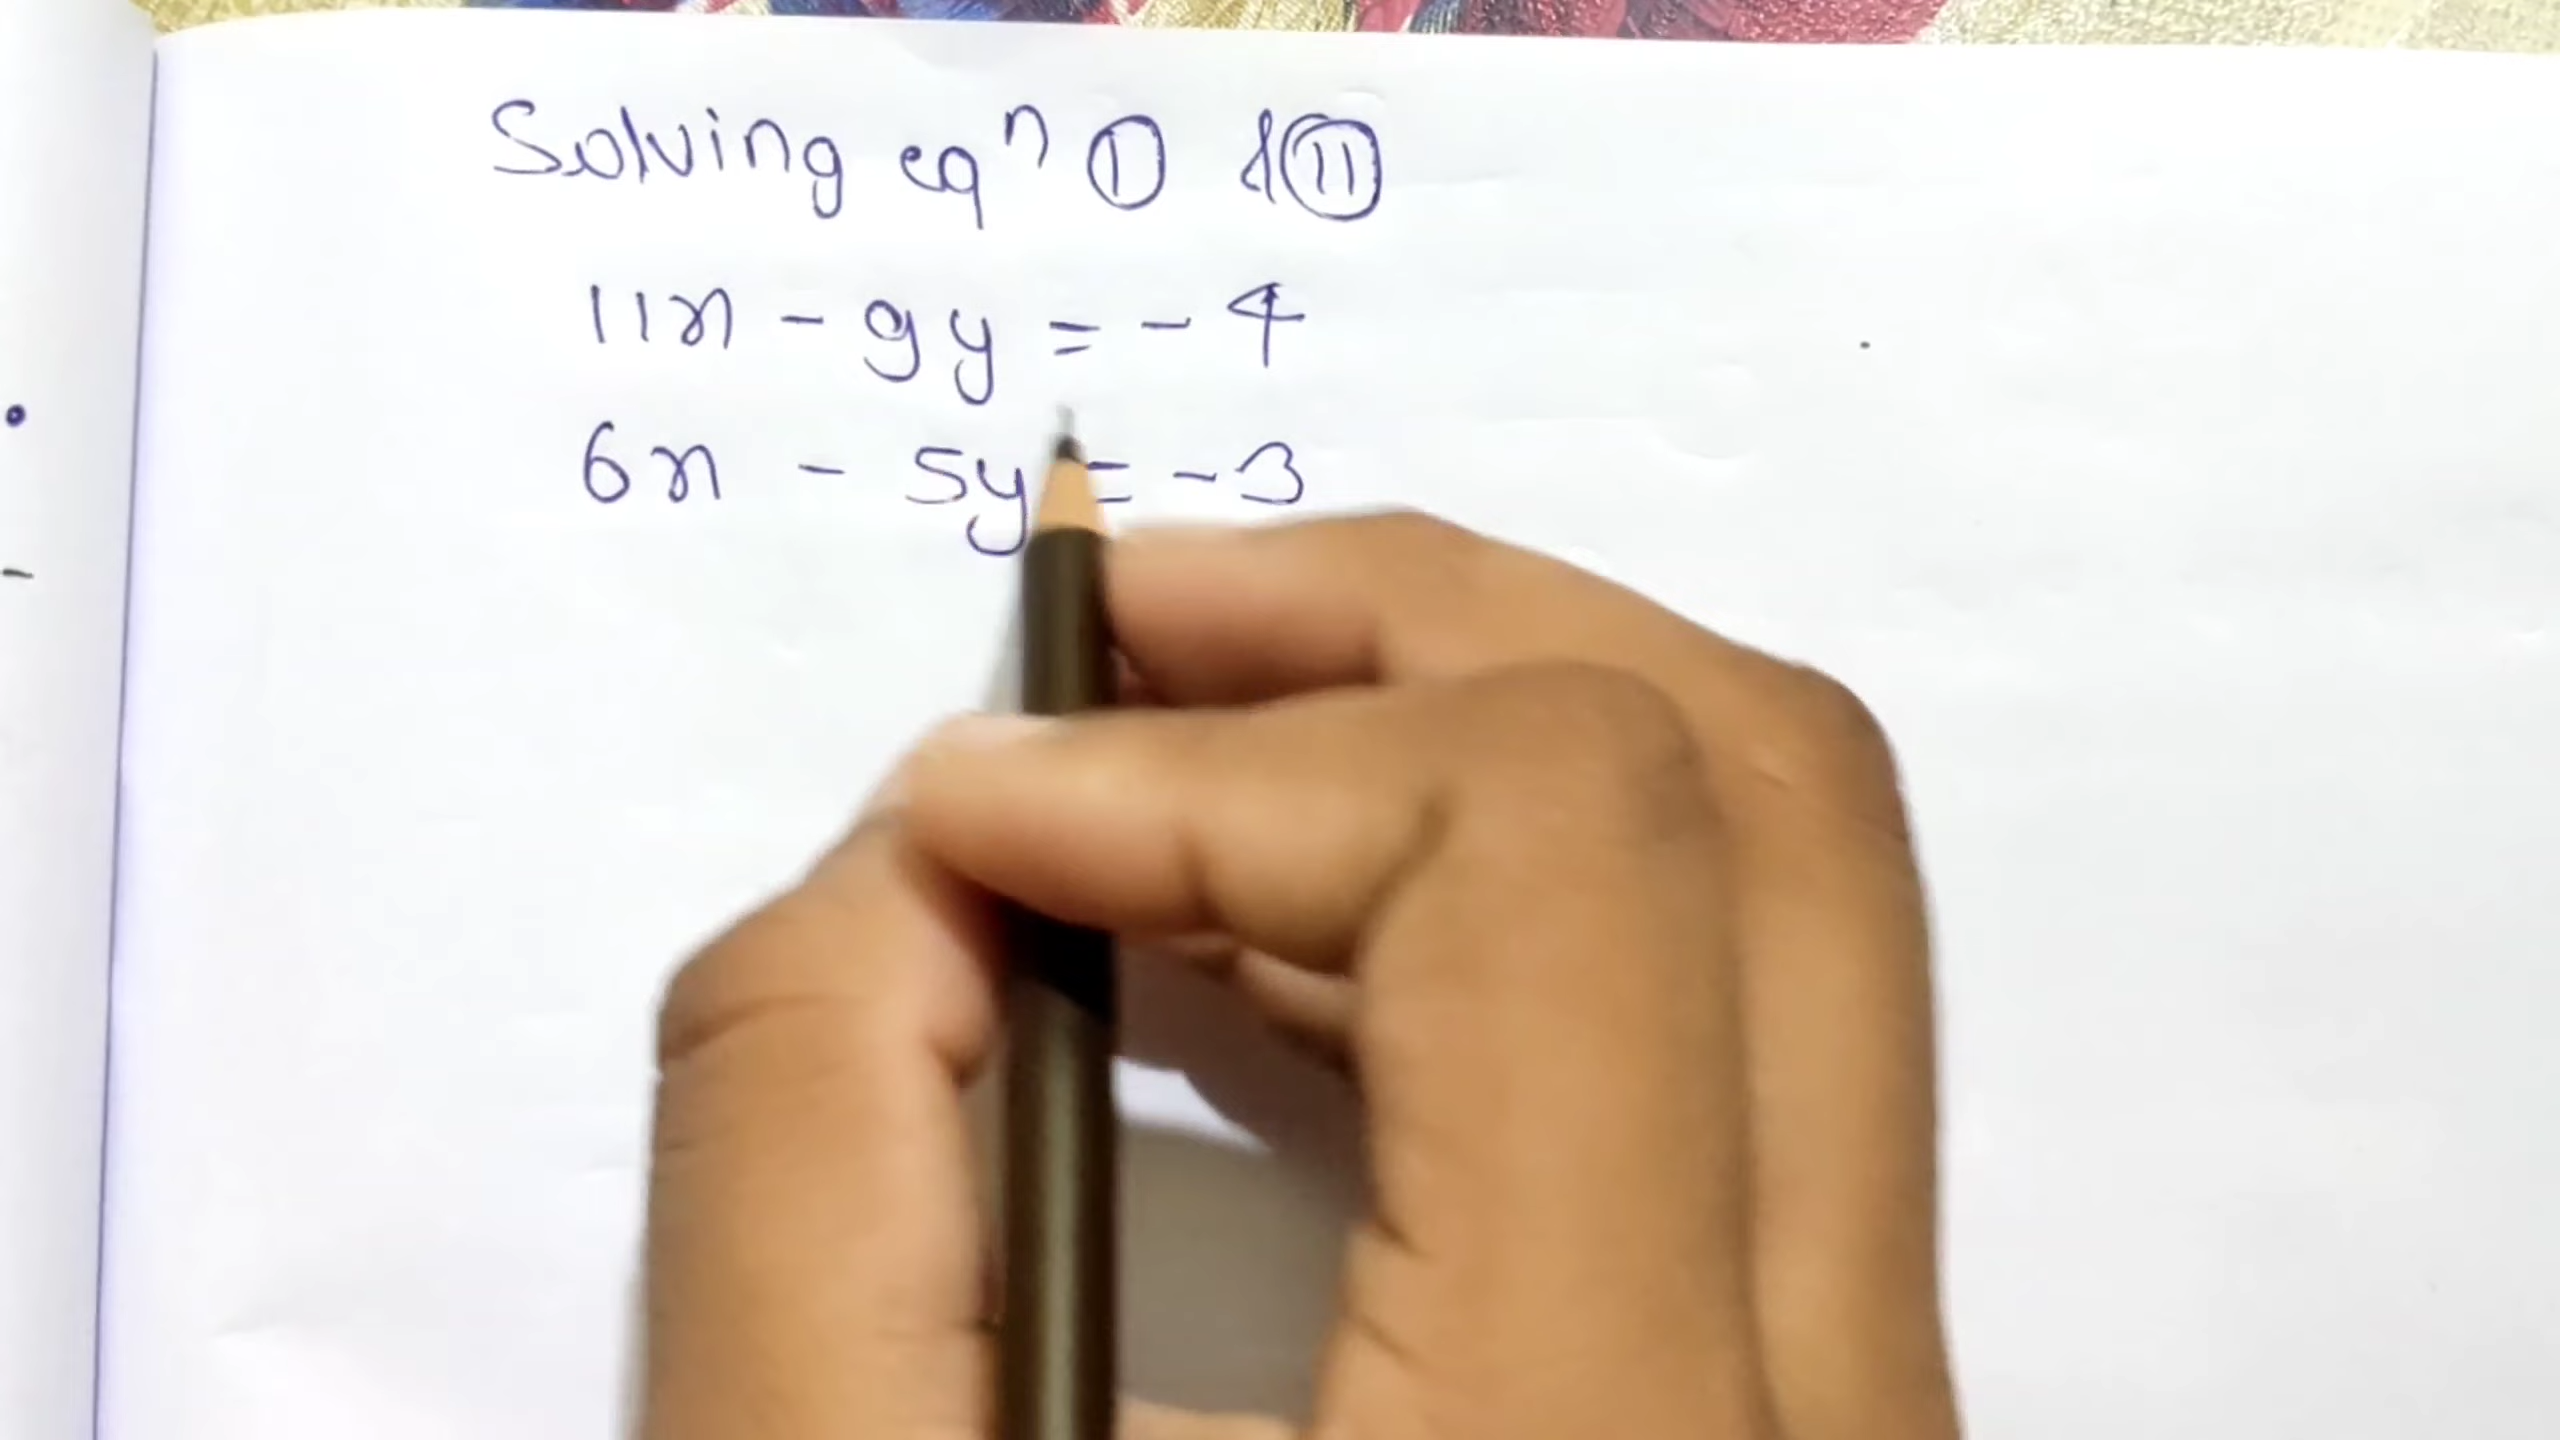 Solving eqⁿ ① & ⑪
11x - 9y = - 4
6x - 5y = - 3